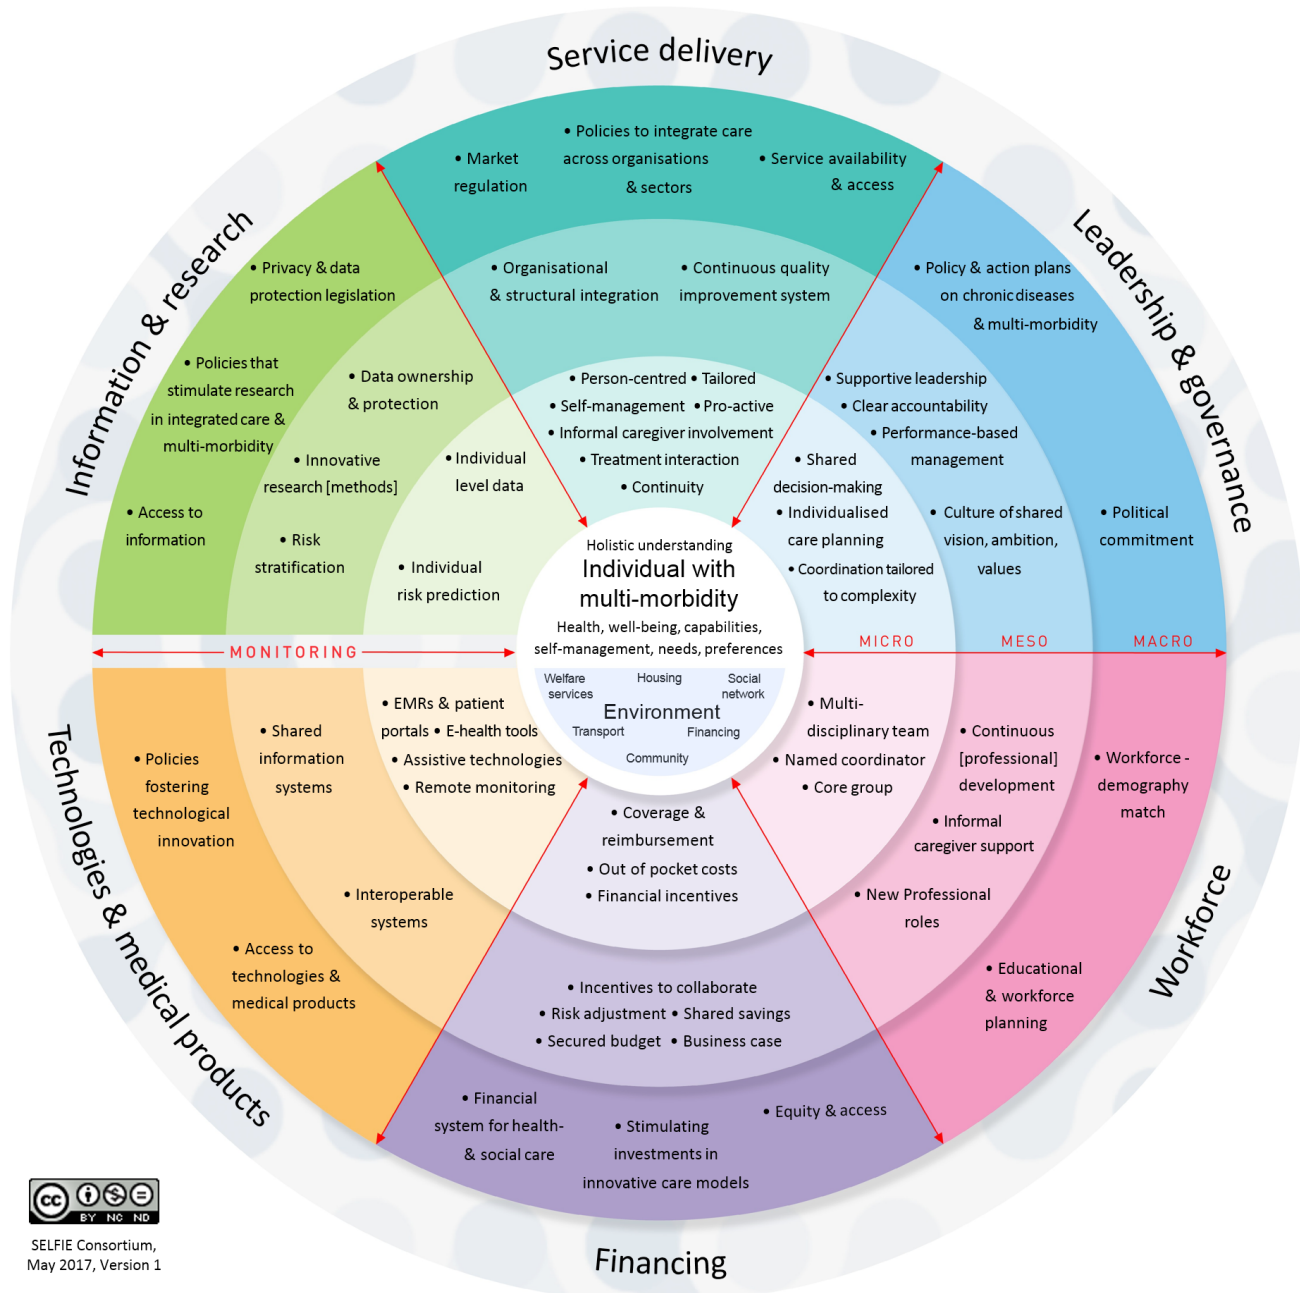 Service delivery
• Policies to integrate care
across organisations
& sectors
• Market
regulation
• Service availability
& access
• Organisational
& structural integration
• Continuous quality
improvement system
• Person-centred • Tailored
• Self-management • Pro-active
• Informal caregiver involvement
• Treatment interaction
• Continuity
Leadership & governance
• Policy & action plans
on chronic diseases
& multi-morbidity
• Political
commitment
• Supportive leadership
• Clear accountability
• Performance-based
management
• Culture of shared
vision, ambition,
values
• Shared
decision-making
• Individualised
care planning
• Coordination tailored
to complexity
Information & research
• Privacy & data
protection legislation
• Policies that
stimulate research
in integrated care &
multi-morbidity
• Access to
information
• Data ownership
& protection
• Innovative
research [methods]
• Risk
stratification
• Individual
level data
• Individual
risk prediction
Holistic understanding
Individual with
multi-morbidity
Health, well-being, capabilities,
self-management, needs, preferences
Welfare
services
Housing
Social
network
Environment
Transport
Financing
Community
MONITORING
MICRO
MESO
MACRO
Technologies & medical products
• EMRs & patient
portals • E-health tools
• Assistive technologies
• Remote monitoring
• Shared
information
systems
• Interoperable
systems
• Policies
fostering
technological
innovation
• Access to
technologies &
medical products
Workforce
• Multi-
disciplinary team
• Named coordinator
• Core group
• Continuous
[professional]
development
• Informal
caregiver support
• New Professional
roles
• Workforce -
demography
match
• Educational
& workforce
planning
• Coverage &
reimbursement
• Out of pocket costs
• Financial incentives
• Incentives to collaborate
• Risk adjustment • Shared savings
• Secured budget • Business case
• Financial
system for health-
& social care
• Stimulating
investments in
innovative care models
• Equity & access
Financing
cc
BY NC ND
SELFIE Consortium,
May 2017, Version 1